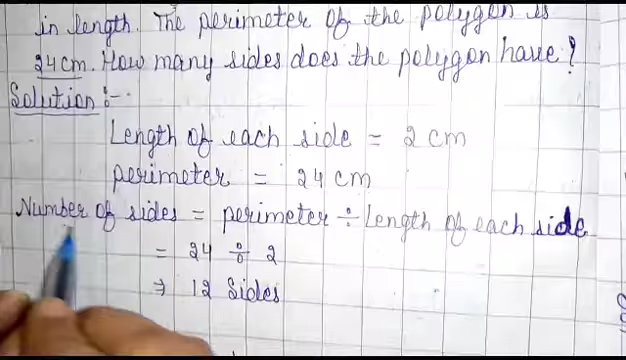 in length. The perimeter of the polygon is
24cm. How many sides does the polygon have?
Solution :-
Length of each side = 2 cm
perimeter = 24 cm
Number of sides = perimeter ÷ Length of each side
= 24 ÷ 2
⇒ 12 Sides